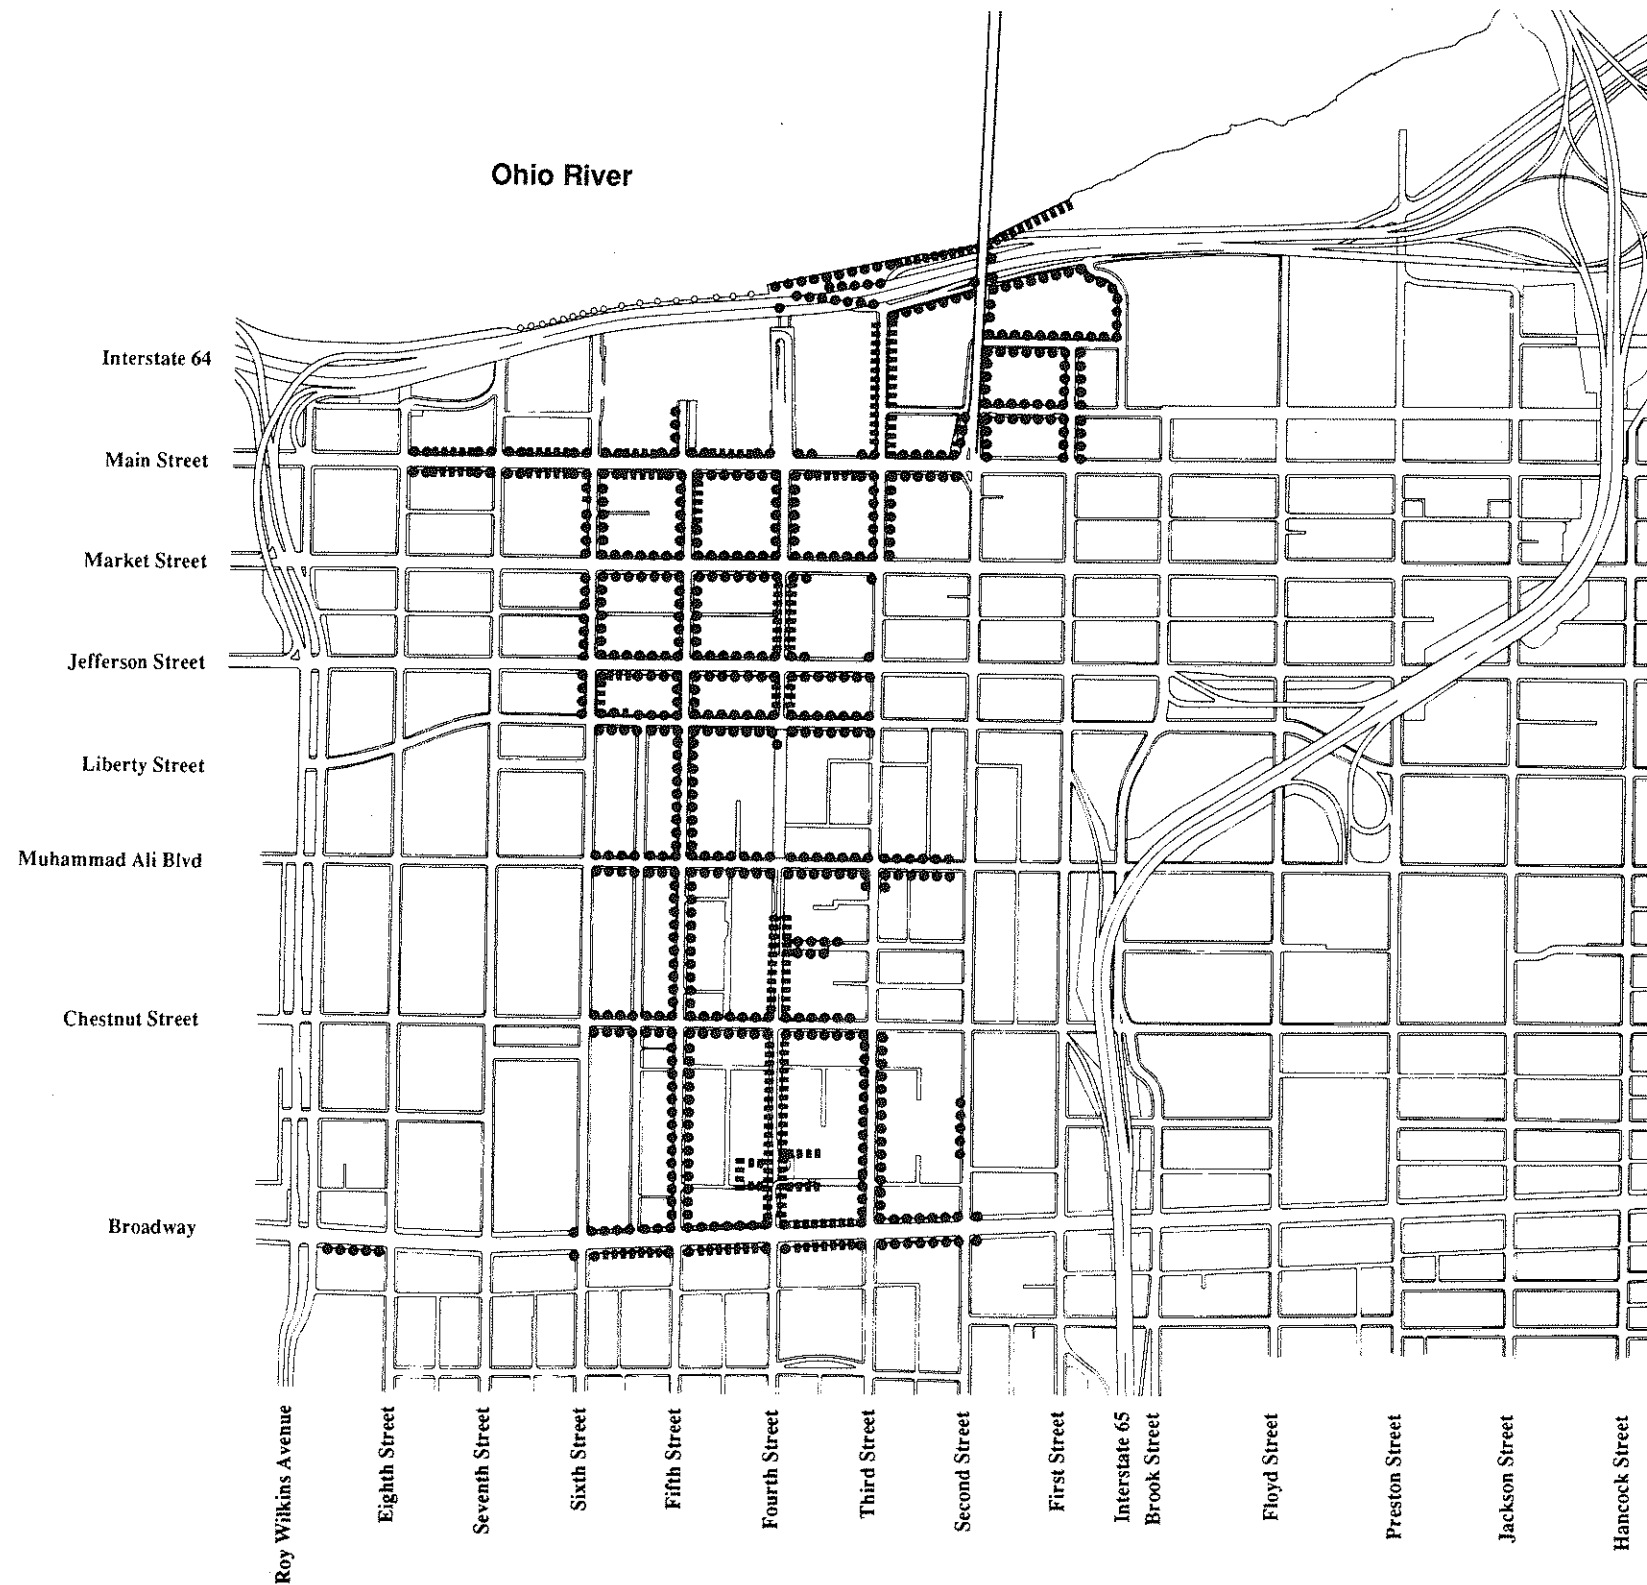 Ohio River
Interstate 64
Main Street
Market Street
Jefferson Street
Liberty Street
Muhammad Ali Blvd
Chestnut Street
Broadway
Roy Wilkins Avenue
Eighth Street
Seventh Street
Sixth Street
Fifth Street
Fourth Street
Third Street
Second Street
First Street
Interstate 65
Brook Street
Floyd Street
Preston Street
Jackson Street
Hancock Street